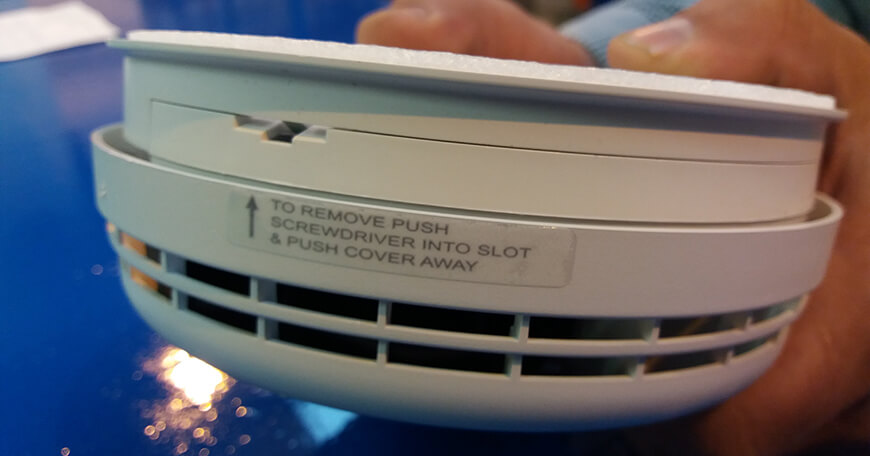 TO REMOVE PUSH
SCREWDRIVER INTO SLOT
& PUSH COVER AWAY